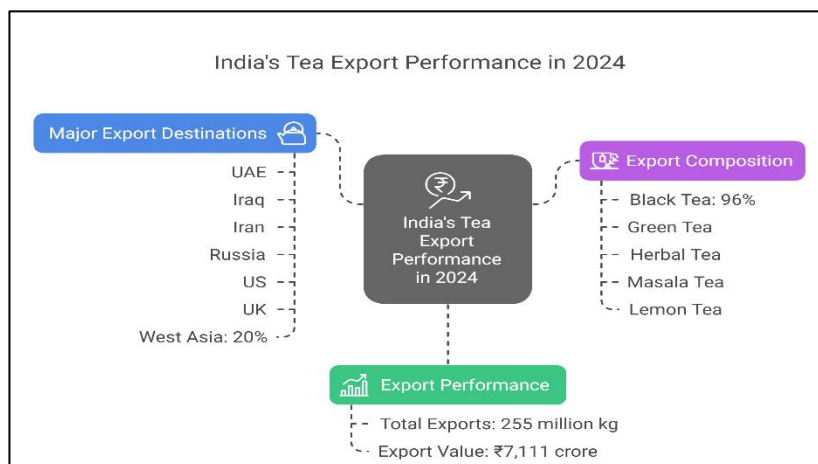 India's Tea Export Performance in 2024
Major Export Destinations
UAE
Iraq
Iran
Russia
US
UK
West Asia: 20%
India's Tea
Export
Performance
in 2024
Export Composition
Black Tea: 96%
Green Tea
Herbal Tea
Masala Tea
Lemon Tea
Export Performance
Total Exports: 255 million kg
Export Value: ₹7,111 crore